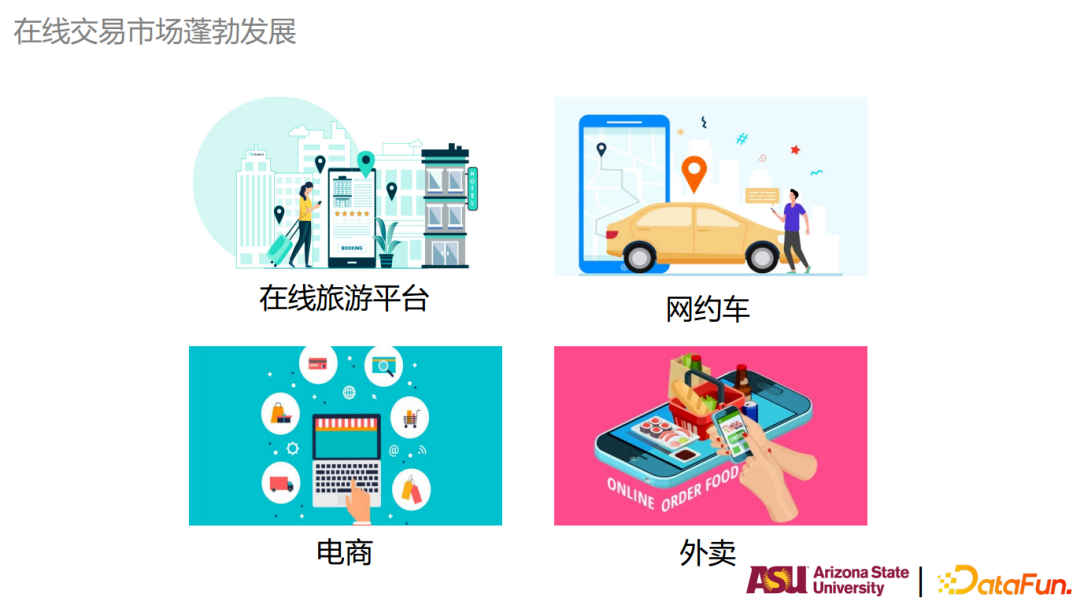 在线交易市场蓬勃发展
HOTEL
BOOKING
在线旅游平台
网约车
@
ONLINE ORDER FOOD
电商
外卖
ASU Arizona State
University
DataFun.